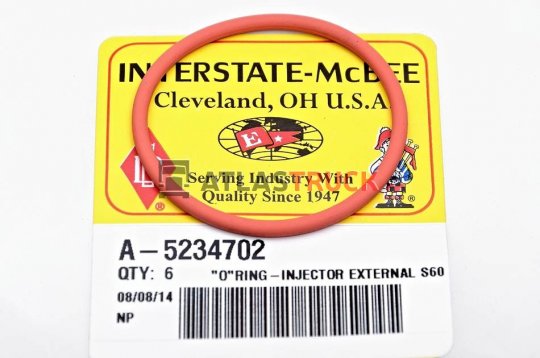 INTERSTATE-McBEE
Cleveland, OH U.S.A.
E
Serving Industry With
ATLASTRUCK
Quality Since 1947
A-5234702
QTY: 6 "O"RING-INJECTOR EXTERNAL S60
08/08/14
NP